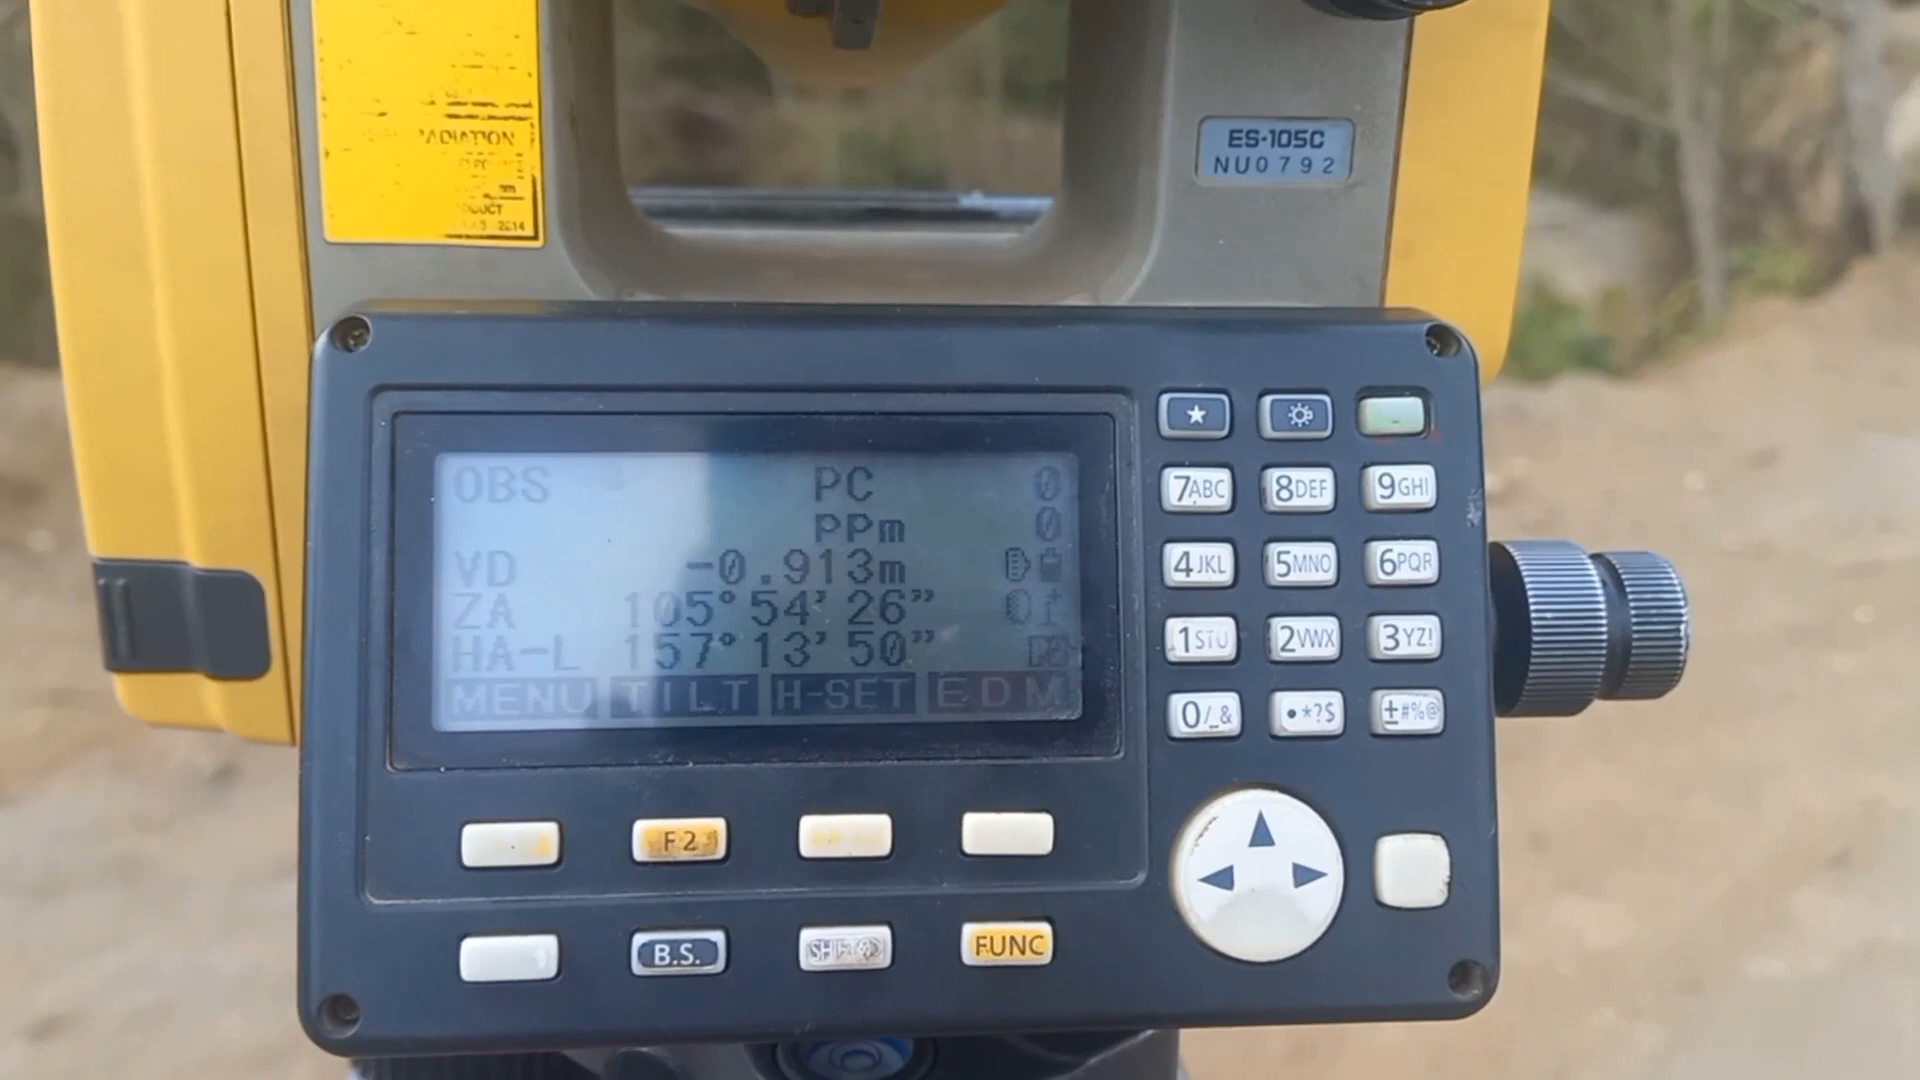 ES-105C
NU0792
2214
OBS PC 0
PPm 0
VD -0.913m
ZA 105°54'26"
HA-L 157°13'50"
P2
MENU TILT H-SET EDM
7ABC 8DEF 9GHI
4JKL 5MNO 6PQR
1STU 2VWX 3YZ!
0/_& •*?$ ±#%@
F2
B.S. FUNC